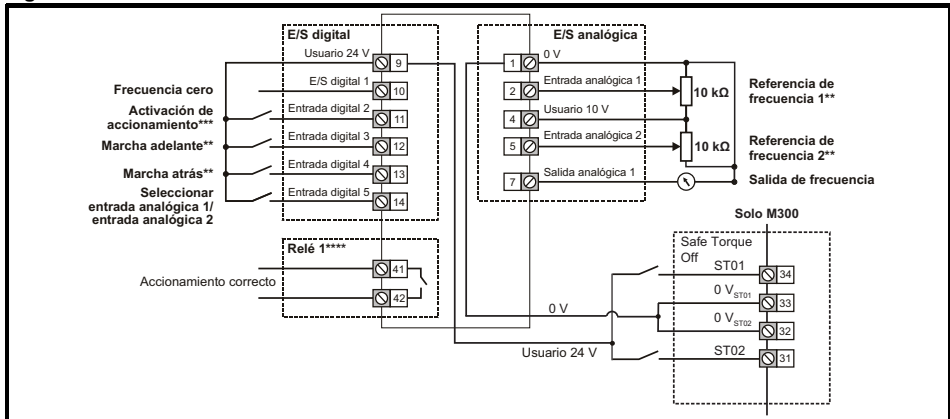 E/S digital
Usuario 24 V
9
E/S digital 1
10
Frecuencia cero
Entrada digital 2
11
Activación de
accionamiento***
Entrada digital 3
12
Marcha adelante**
Entrada digital 4
13
Marcha atrás**
Entrada digital 5
14
Seleccionar
entrada analógica 1/
entrada analógica 2
Relé 1****
41
42
Accionamiento correcto
E/S analógica
1
0 V
2
Entrada analógica 1
4
Usuario 10 V
5
Entrada analógica 2
7
Salida analógica 1
10 kΩ
Referencia de
frecuencia 1**
10 kΩ
Referencia de
frecuencia 2**
Salida de frecuencia
Solo M300
Safe Torque
Off
ST01
34
0 V ST01
33
0 V ST02
32
ST02
31
0 V
Usuario 24 V